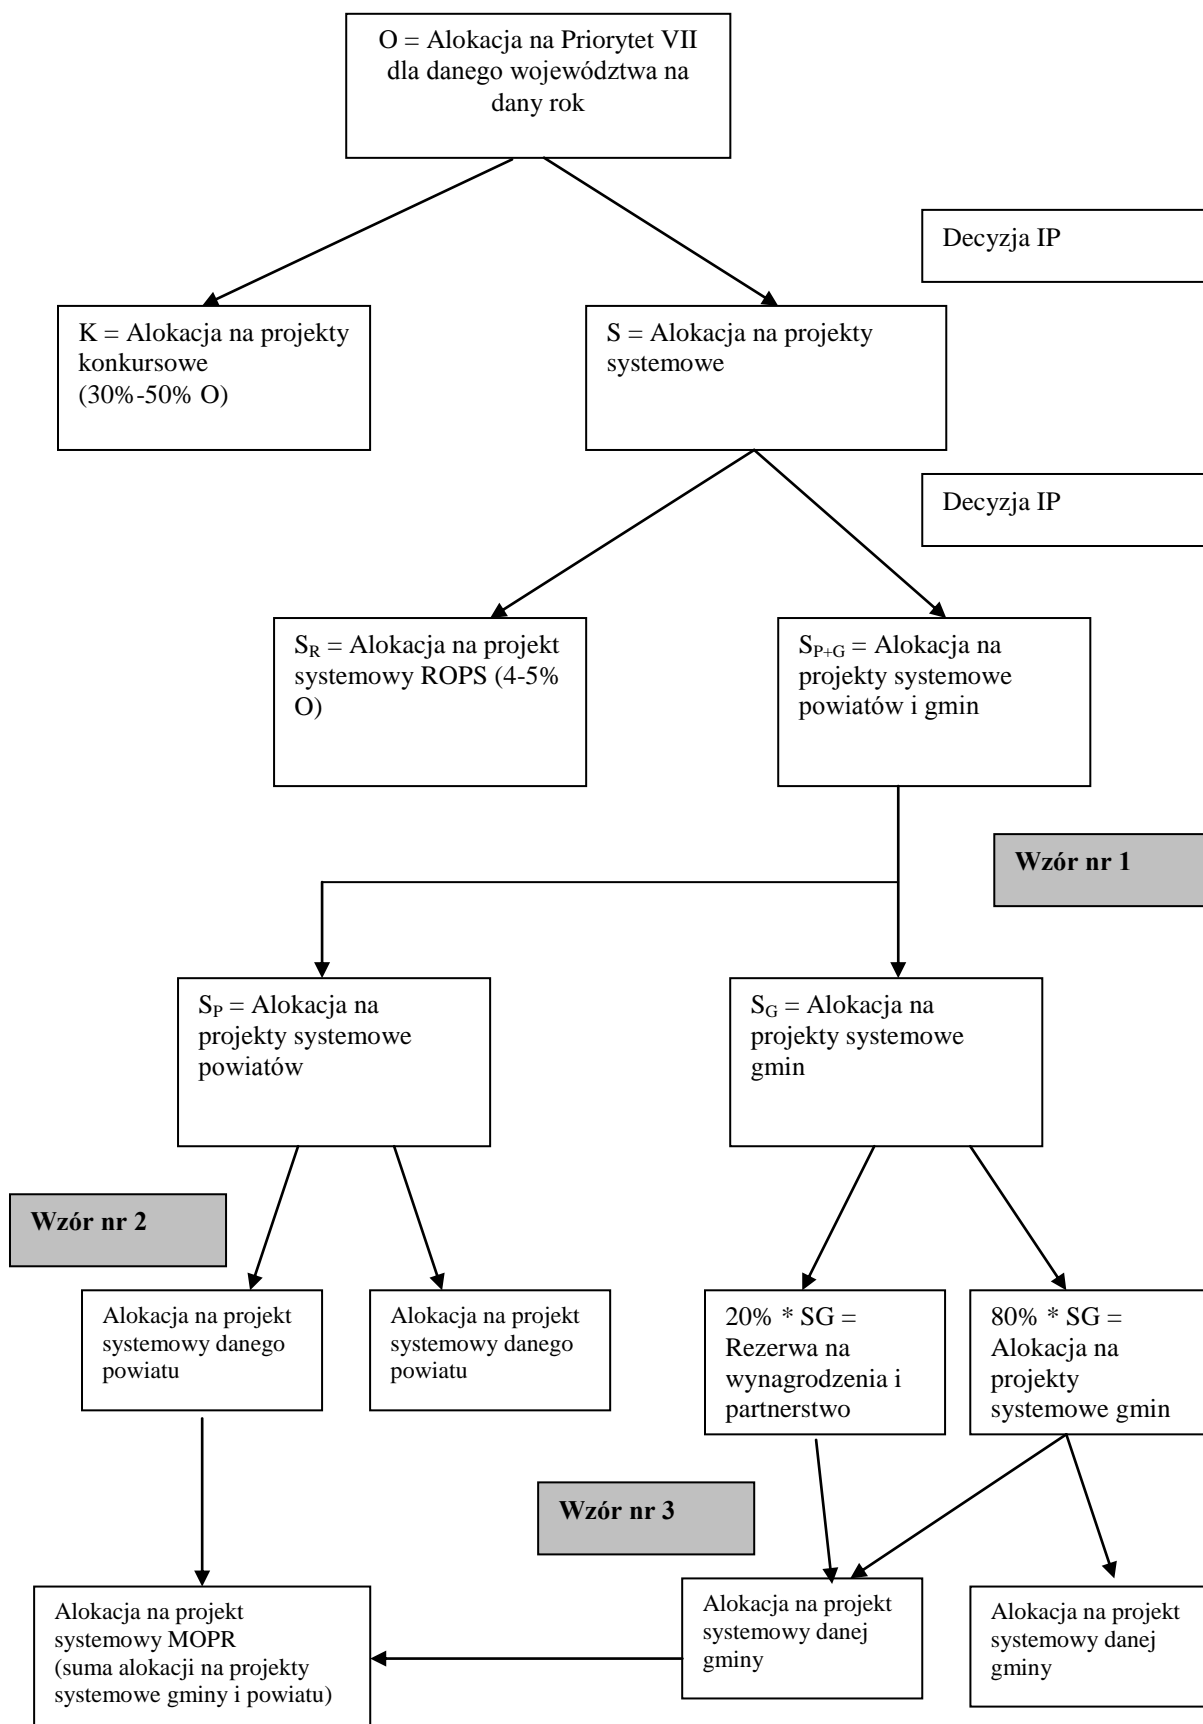 O = Alokacja na Priorytet VII
dla danego województwa na
dany rok
Decyzja IP
K = Alokacja na projekty
konkursowe
(30%-50% O)
S = Alokacja na projekty
systemowe
Decyzja IP
S_R = Alokacja na projekt
systemowy ROPS (4-5%
O)
S_P+G = Alokacja na
projekty systemowe
powiatów i gmin
Wzór nr 1
S_P = Alokacja na
projekty systemowe
powiatów
S_G = Alokacja na
projekty systemowe
gmin
Wzór nr 2
Alokacja na projekt
systemowy danego
powiatu
Alokacja na projekt
systemowy danego
powiatu
20% * SG =
Rezerwa na
wynagrodzenia i
partnerstwo
80% * SG =
Alokacja na
projekty
systemowe gmin
Wzór nr 3
Alokacja na projekt
systemowy MOPR
(suma alokacji na projekty
systemowe gminy i powiatu)
Alokacja na projekt
systemowy danej
gminy
Alokacja na projekt
systemowy danej
gminy